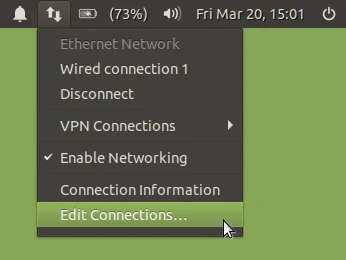 (73%) Fri Mar 20, 15:01
Ethernet Network
Wired connection 1
Disconnect
VPN Connections
Enable Networking
Connection Information
Edit Connections...